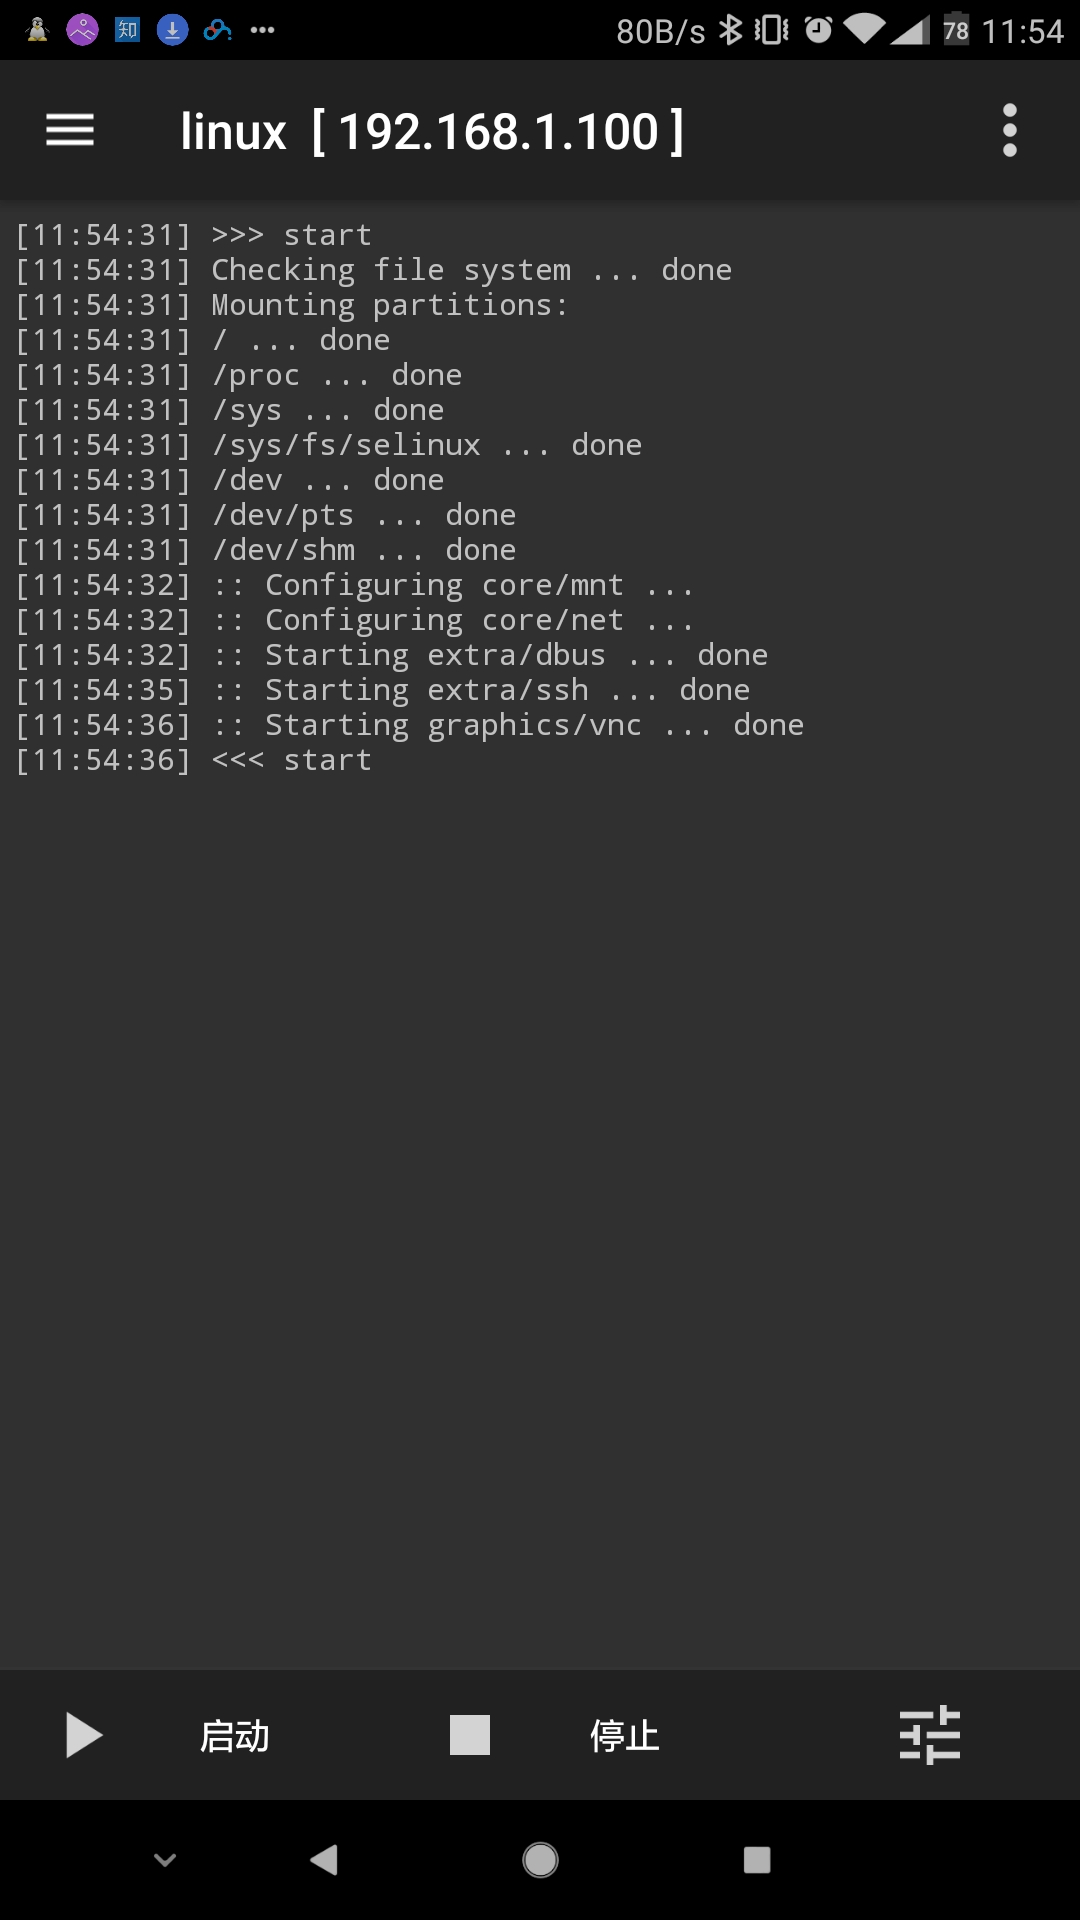 知 80B/s 78 11:54
linux [ 192.168.1.100 ]
[11:54:31] >>> start
[11:54:31] Checking file system ... done
[11:54:31] Mounting partitions:
[11:54:31] / ... done
[11:54:31] /proc ... done
[11:54:31] /sys ... done
[11:54:31] /sys/fs/selinux ... done
[11:54:31] /dev ... done
[11:54:31] /dev/pts ... done
[11:54:31] /dev/shm ... done
[11:54:32] :: Configuring core/mnt ...
[11:54:32] :: Configuring core/net ...
[11:54:32] :: Starting extra/dbus ... done
[11:54:35] :: Starting extra/ssh ... done
[11:54:36] :: Starting graphics/vnc ... done
[11:54:36] <<< start
启动 停止